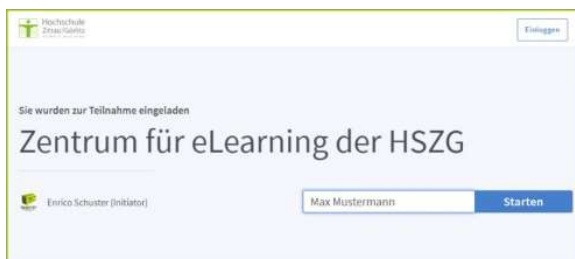 Hochschule
Zittau/Görlitz
Einloggen
Sie wurden zur Teilnahme eingeladen
Zentrum für eLearning der HSZG
Enrico Schuster (Initiator)
Max Mustermann
Starten